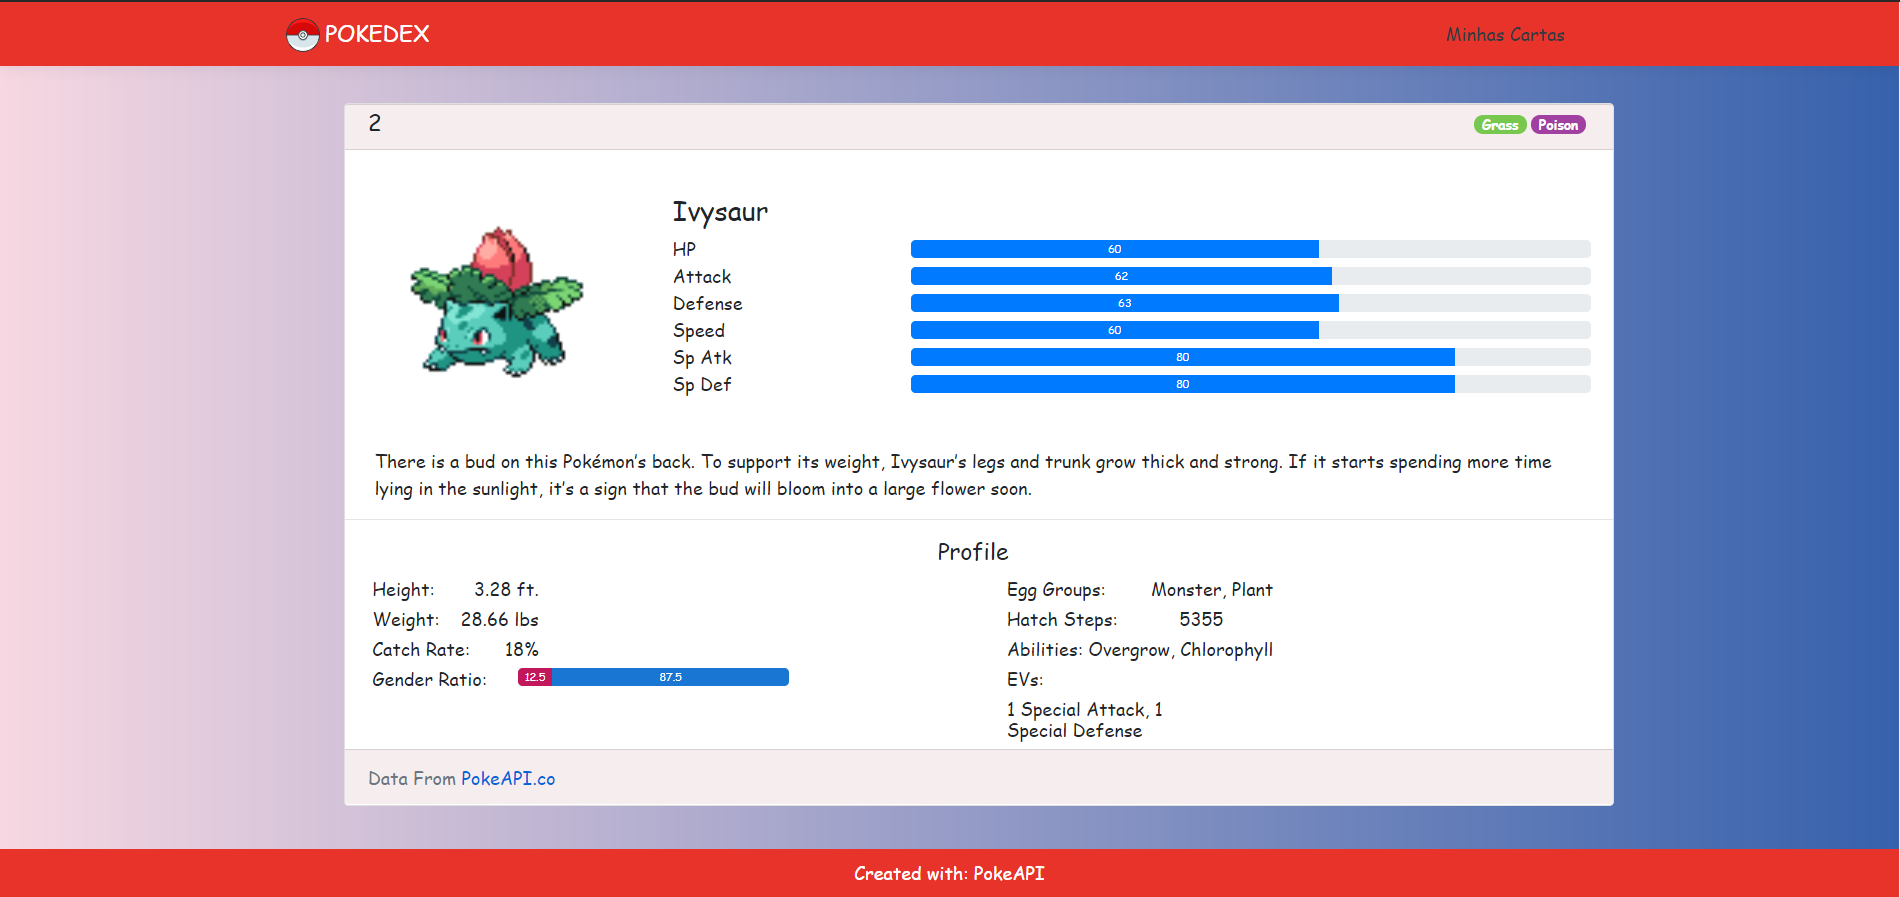 POKEDEX
Minhas Cartas
2
Grass Poison
Ivysaur
HP 60
Attack 62
Defense 63
Speed 60
Sp Atk 80
Sp Def 80
There is a bud on this Pokémon's back. To support its weight, Ivysaur's legs and trunk grow thick and strong. If it starts spending more time
lying in the sunlight, it's a sign that the bud will bloom into a large flower soon.
Profile
Height: 3.28 ft.
Weight: 28.66 lbs
Catch Rate: 18%
Gender Ratio: 12.5 87.5
Egg Groups: Monster, Plant
Hatch Steps: 5355
Abilities: Overgrow, Chlorophyll
EVs:
1 Special Attack, 1
Special Defense
Data From PokeAPI.co
Created with: PokeAPI